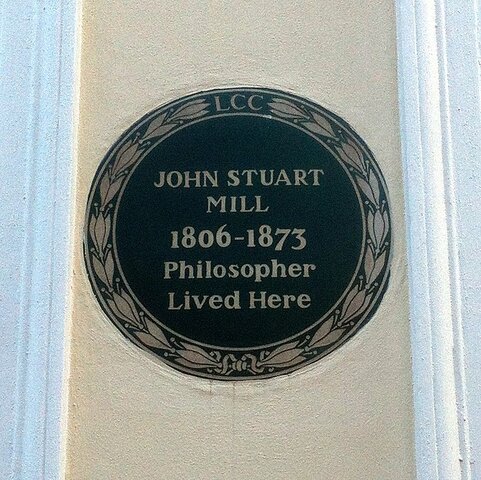 LCC
JOHN STUART
MILL
1806-1873
Philosopher
Lived Here